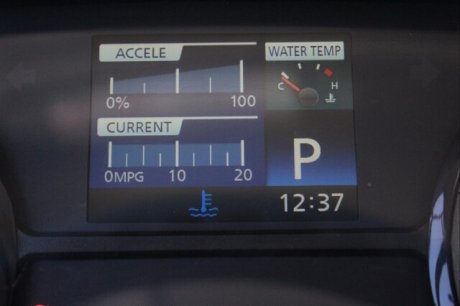 ACCELE
0% 100
WATER TEMP
C H
CURRENT
0MPG 10 20
P
12:37